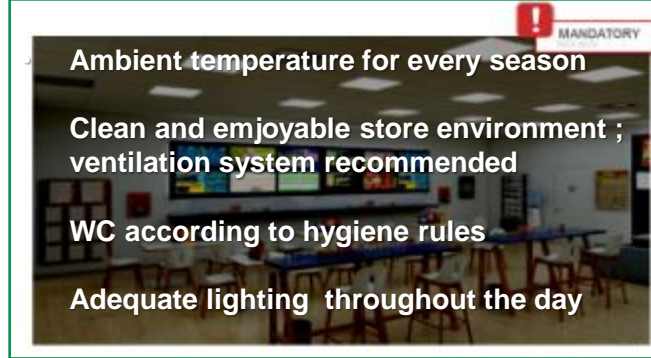 !
MANDATORY
Ambient temperature for every season
Clean and emjoyable store environment ;
ventilation system recommended
WC according to hygiene rules
Adequate lighting throughout the day